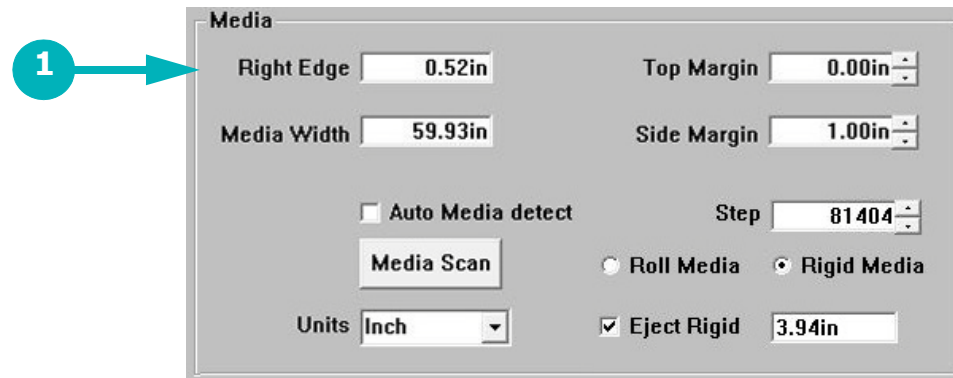 Media
1
Right Edge 0.52in Top Margin 0.00in
Media Width 59.93in Side Margin 1.00in
Auto Media detect Step 81404
Media Scan Roll Media Rigid Media
Units Inch Eject Rigid 3.94in